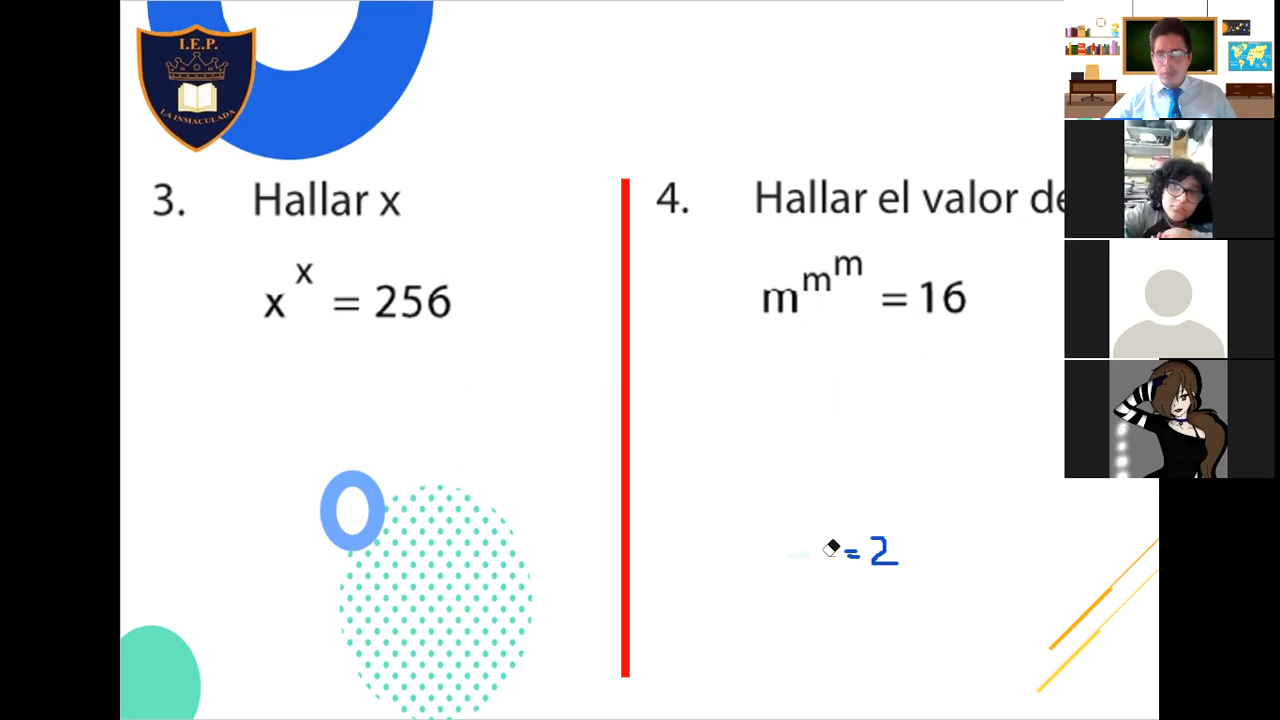 I.E.P.
LA INMACULADA
3. Hallar x
x^x = 256
4. Hallar el valor de
m^m^m = 16
= 2